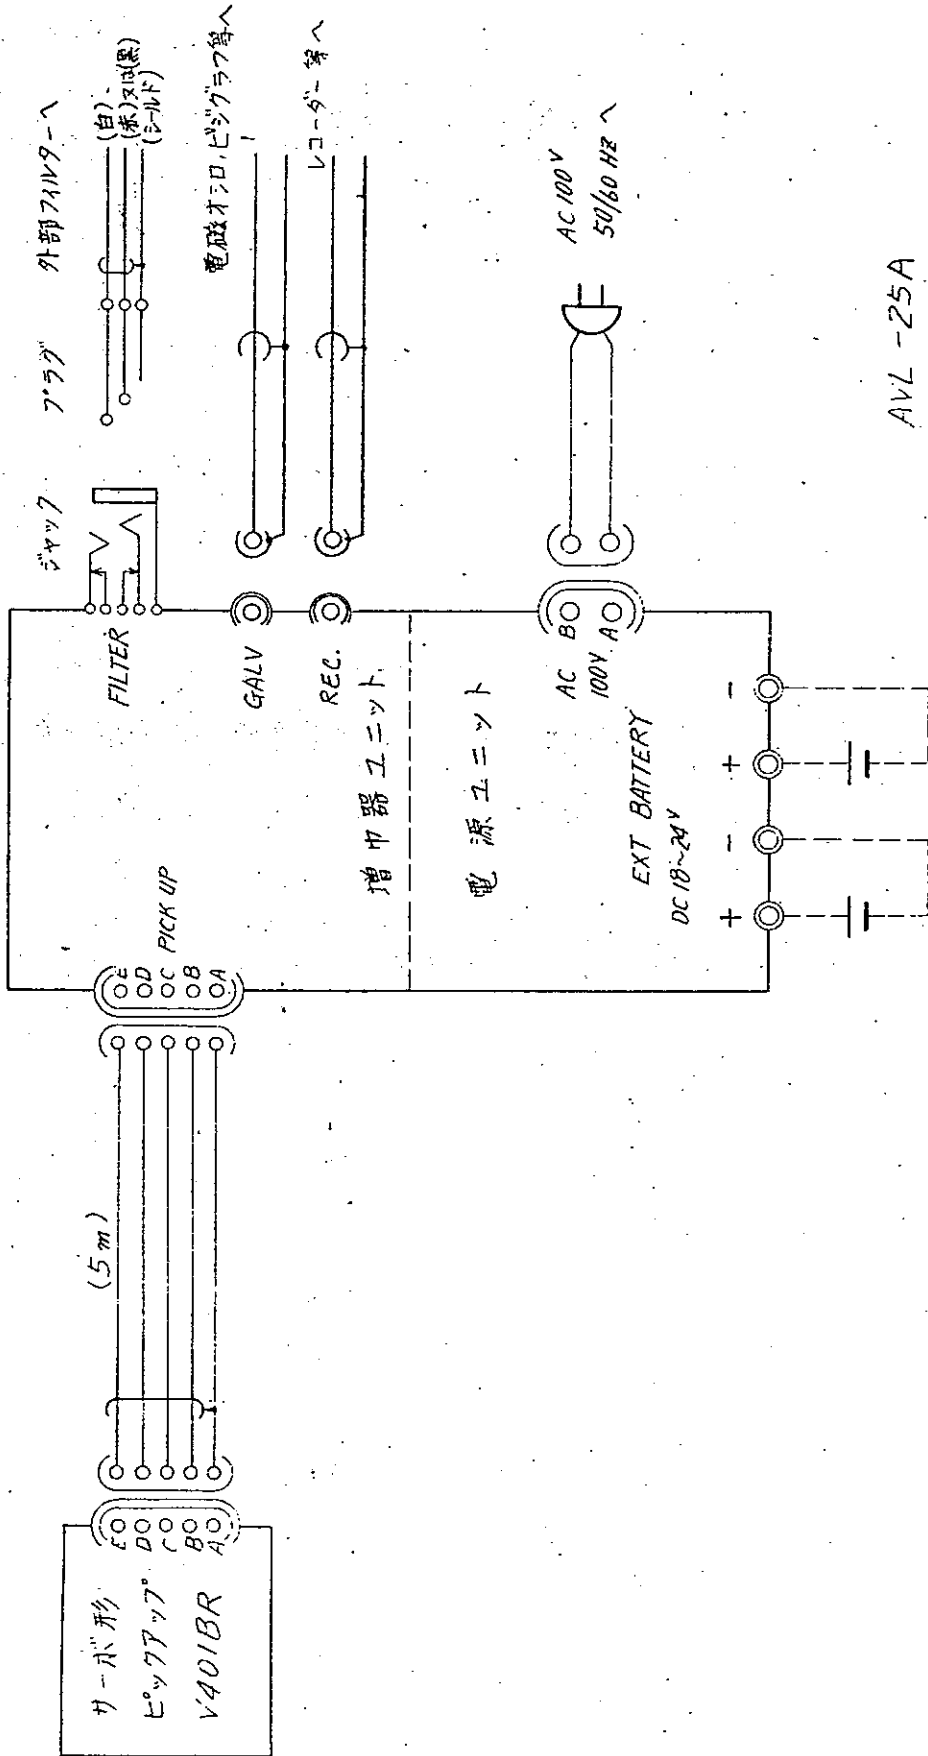 サーボ形
ピックアップ
V401BR
E
D
C
B
A
(5m)
E
D
C
B
A
PICK UP
増巾器ユニット
電源ユニット
EXT BATTERY
DC 18~24V
+
-
+
-
FILTER
GALV
REC.
AC
100V
B
A
ジャック
プラグ
外部フィルターへ
(白)
(赤)又は(黒)
(シールド)
電磁オシロ,ビジグラフ等へ
レコーダー等へ
AC 100V
50/60 Hz へ
AVL-25A